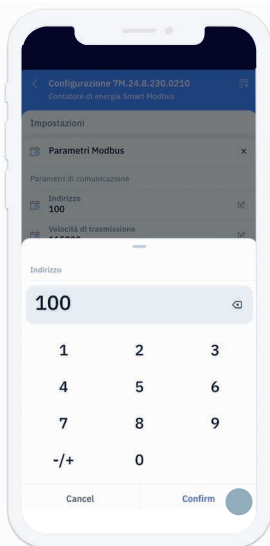 Configurazione 7M.24.8.230.0210
Contatore di energia Smart Modbus
Impostazioni
Parametri Modbus
Parametri di comunicazione
Indirizzo
100
Velocità di trasmissione
115200
Indirizzo
100
1 2 3
4 5 6
7 8 9
-/+ 0
Cancel Confirm